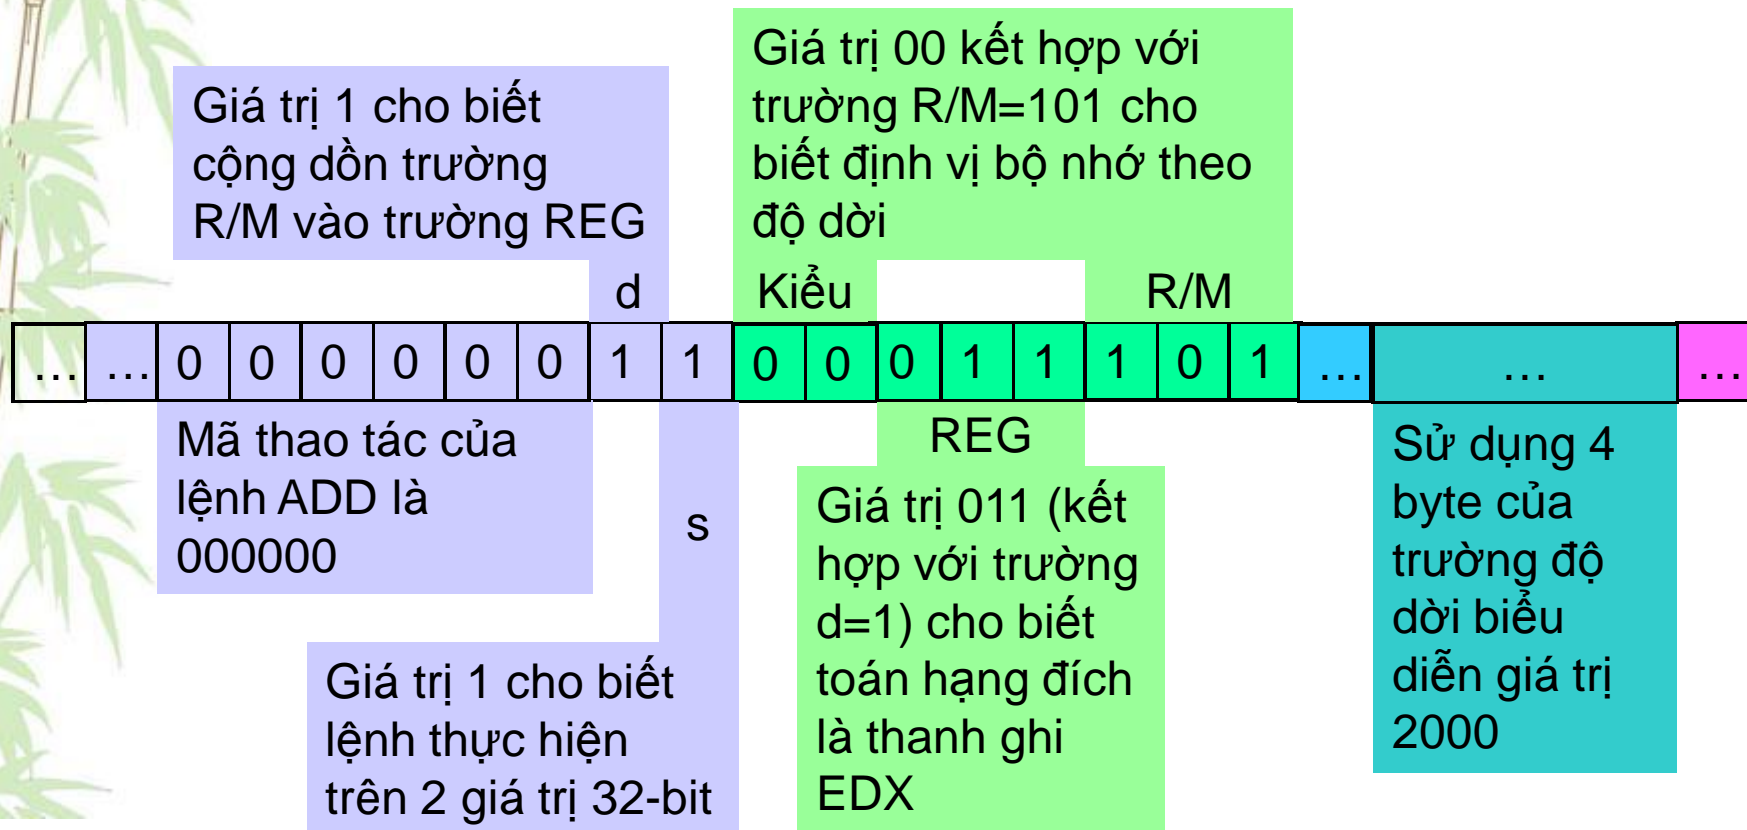 Giá trị 1 cho biết
cộng dồn trường
R/M vào trường REG
Giá trị 00 kết hợp với
trường R/M=101 cho
biết định vị bộ nhớ theo
độ dời
d Kiểu R/M
... ... 0 0 0 0 0 0 1 1 0 0 0 1 1 1 0 1 ... ... ...
Mã thao tác của
lệnh ADD là
000000
s
Giá trị 1 cho biết
lệnh thực hiện
trên 2 giá trị 32-bit
REG
Giá trị 011 (kết
hợp với trường
d=1) cho biết
toán hạng đích
là thanh ghi
EDX
Sử dụng 4
byte của
trường độ
dời biểu
diễn giá trị
2000